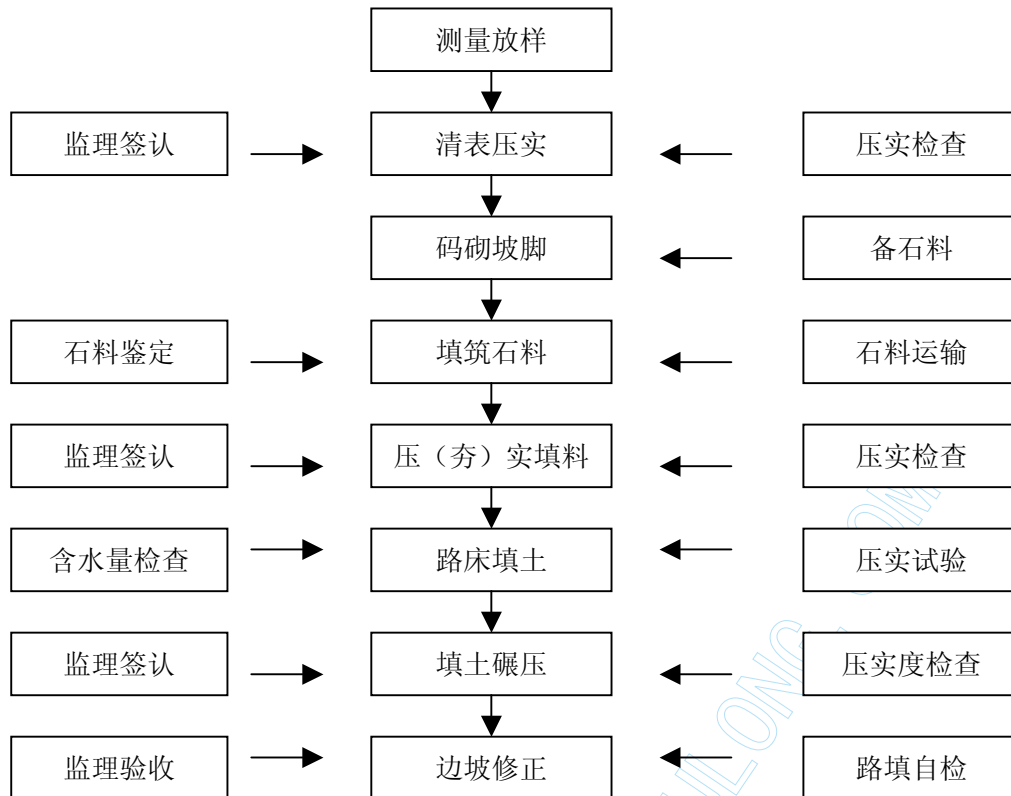 测量放样
监理签认
清表压实
压实检查
码砌坡脚
备石料
石料鉴定
填筑石料
石料运输
监理签认
压（夯）实填料
压实检查
含水量检查
路床填土
压实试验
监理签认
填土碾压
压实度检查
监理验收
边坡修正
路填自检